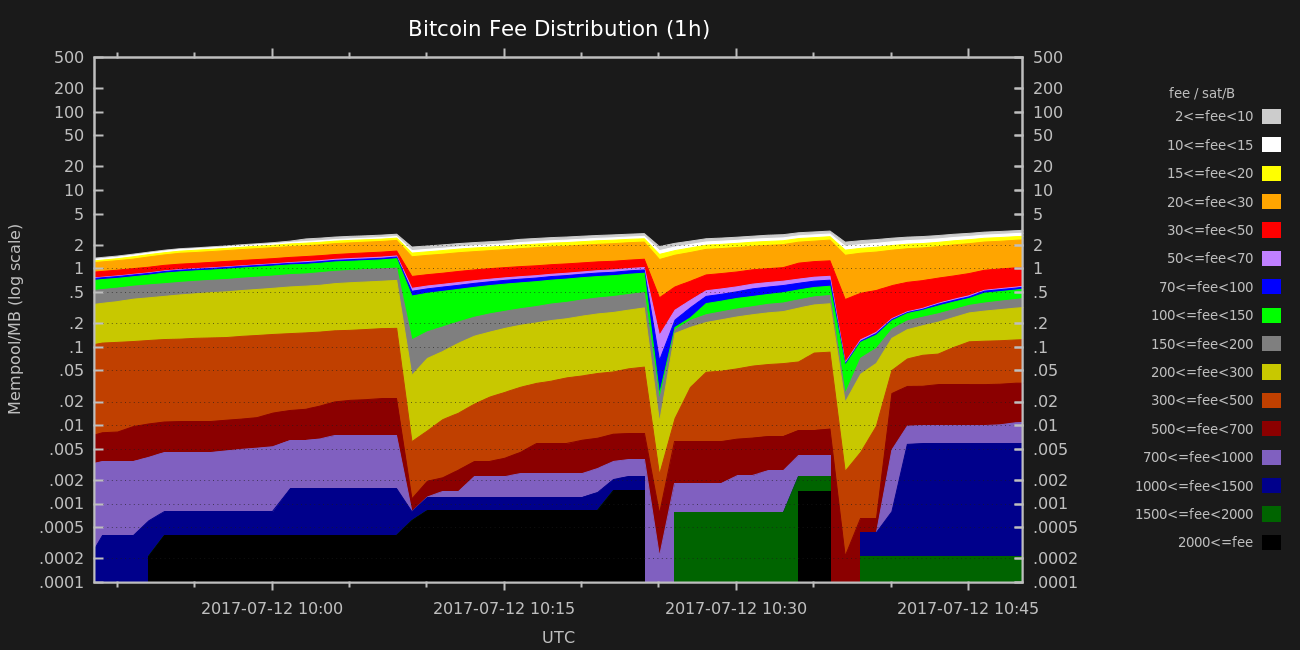 Bitcoin Fee Distribution (1h)
500 500
200 200
100 100
50 50
20 20
10 10
5 5
2 2
1 1
.5 .5
.2 .2
.1 .1
.05 .05
.02 .02
.01 .01
.005 .005
.002 .002
.001 .001
.0005 .0005
.0002 .0002
.0001 .0001
Mempool/MB (log scale)
2017-07-12 10:00 2017-07-12 10:15 2017-07-12 10:30 2017-07-12 10:45
UTC
fee / sat/B
2<=fee<10
10<=fee<15
15<=fee<20
20<=fee<30
30<=fee<50
50<=fee<70
70<=fee<100
100<=fee<150
150<=fee<200
200<=fee<300
300<=fee<500
500<=fee<700
700<=fee<1000
1000<=fee<1500
1500<=fee<2000
2000<=fee